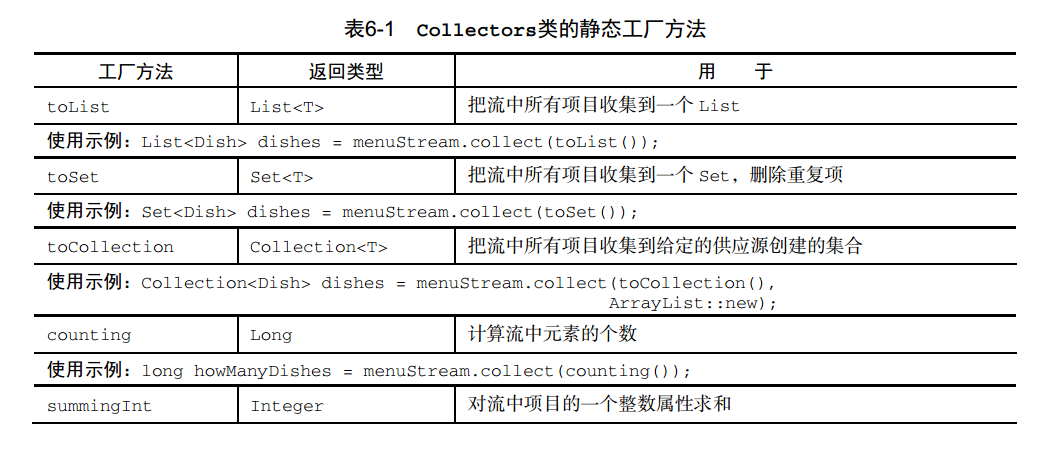 表6-1 Collectors类的静态工厂方法
工厂方法 返回类型 用 于
toList List<T> 把流中所有项目收集到一个 List
使用示例：List<Dish> dishes = menuStream.collect(toList());
toSet Set<T> 把流中所有项目收集到一个 Set，删除重复项
使用示例：Set<Dish> dishes = menuStream.collect(toSet());
toCollection Collection<T> 把流中所有项目收集到给定的供应源创建的集合
使用示例：Collection<Dish> dishes = menuStream.collect(toCollection(),
ArrayList::new);
counting Long 计算流中元素的个数
使用示例：long howManyDishes = menuStream.collect(counting());
summingInt Integer 对流中项目的一个整数属性求和